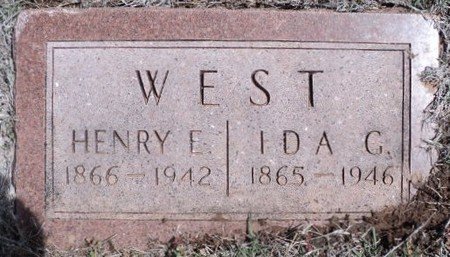 WEST
HENRY E. IDA G.
1866 – 1942 1865 – 1946